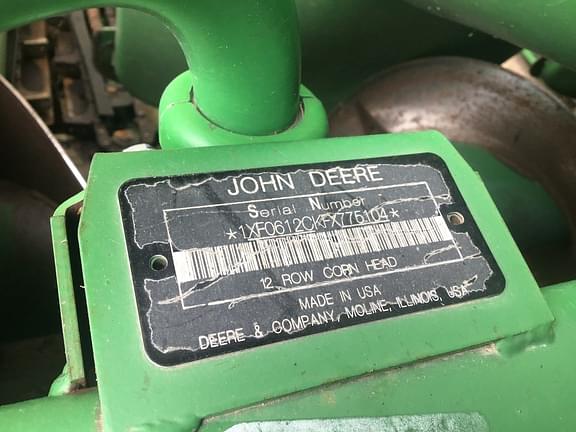 JOHN DEERE
Serial Number
*1XF0612CKFX775104*
12 ROW CORN HEAD
MADE IN USA
DEERE & COMPANY, MOLINE, ILLINOIS, USA